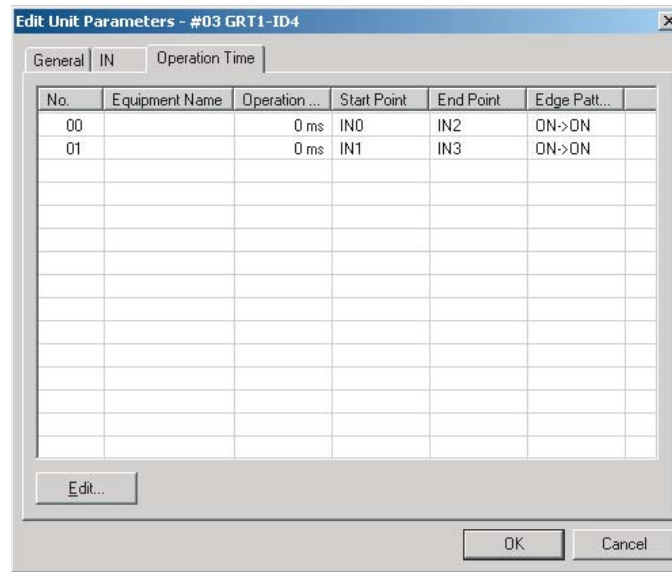 Edit Unit Parameters - #03 GRT1-ID4
General IN Operation Time
No. Equipment Name Operation ... Start Point End Point Edge Patt...
00 0 ms IN0 IN2 ON->ON
01 0 ms IN1 IN3 ON->ON
Edit...
OK Cancel